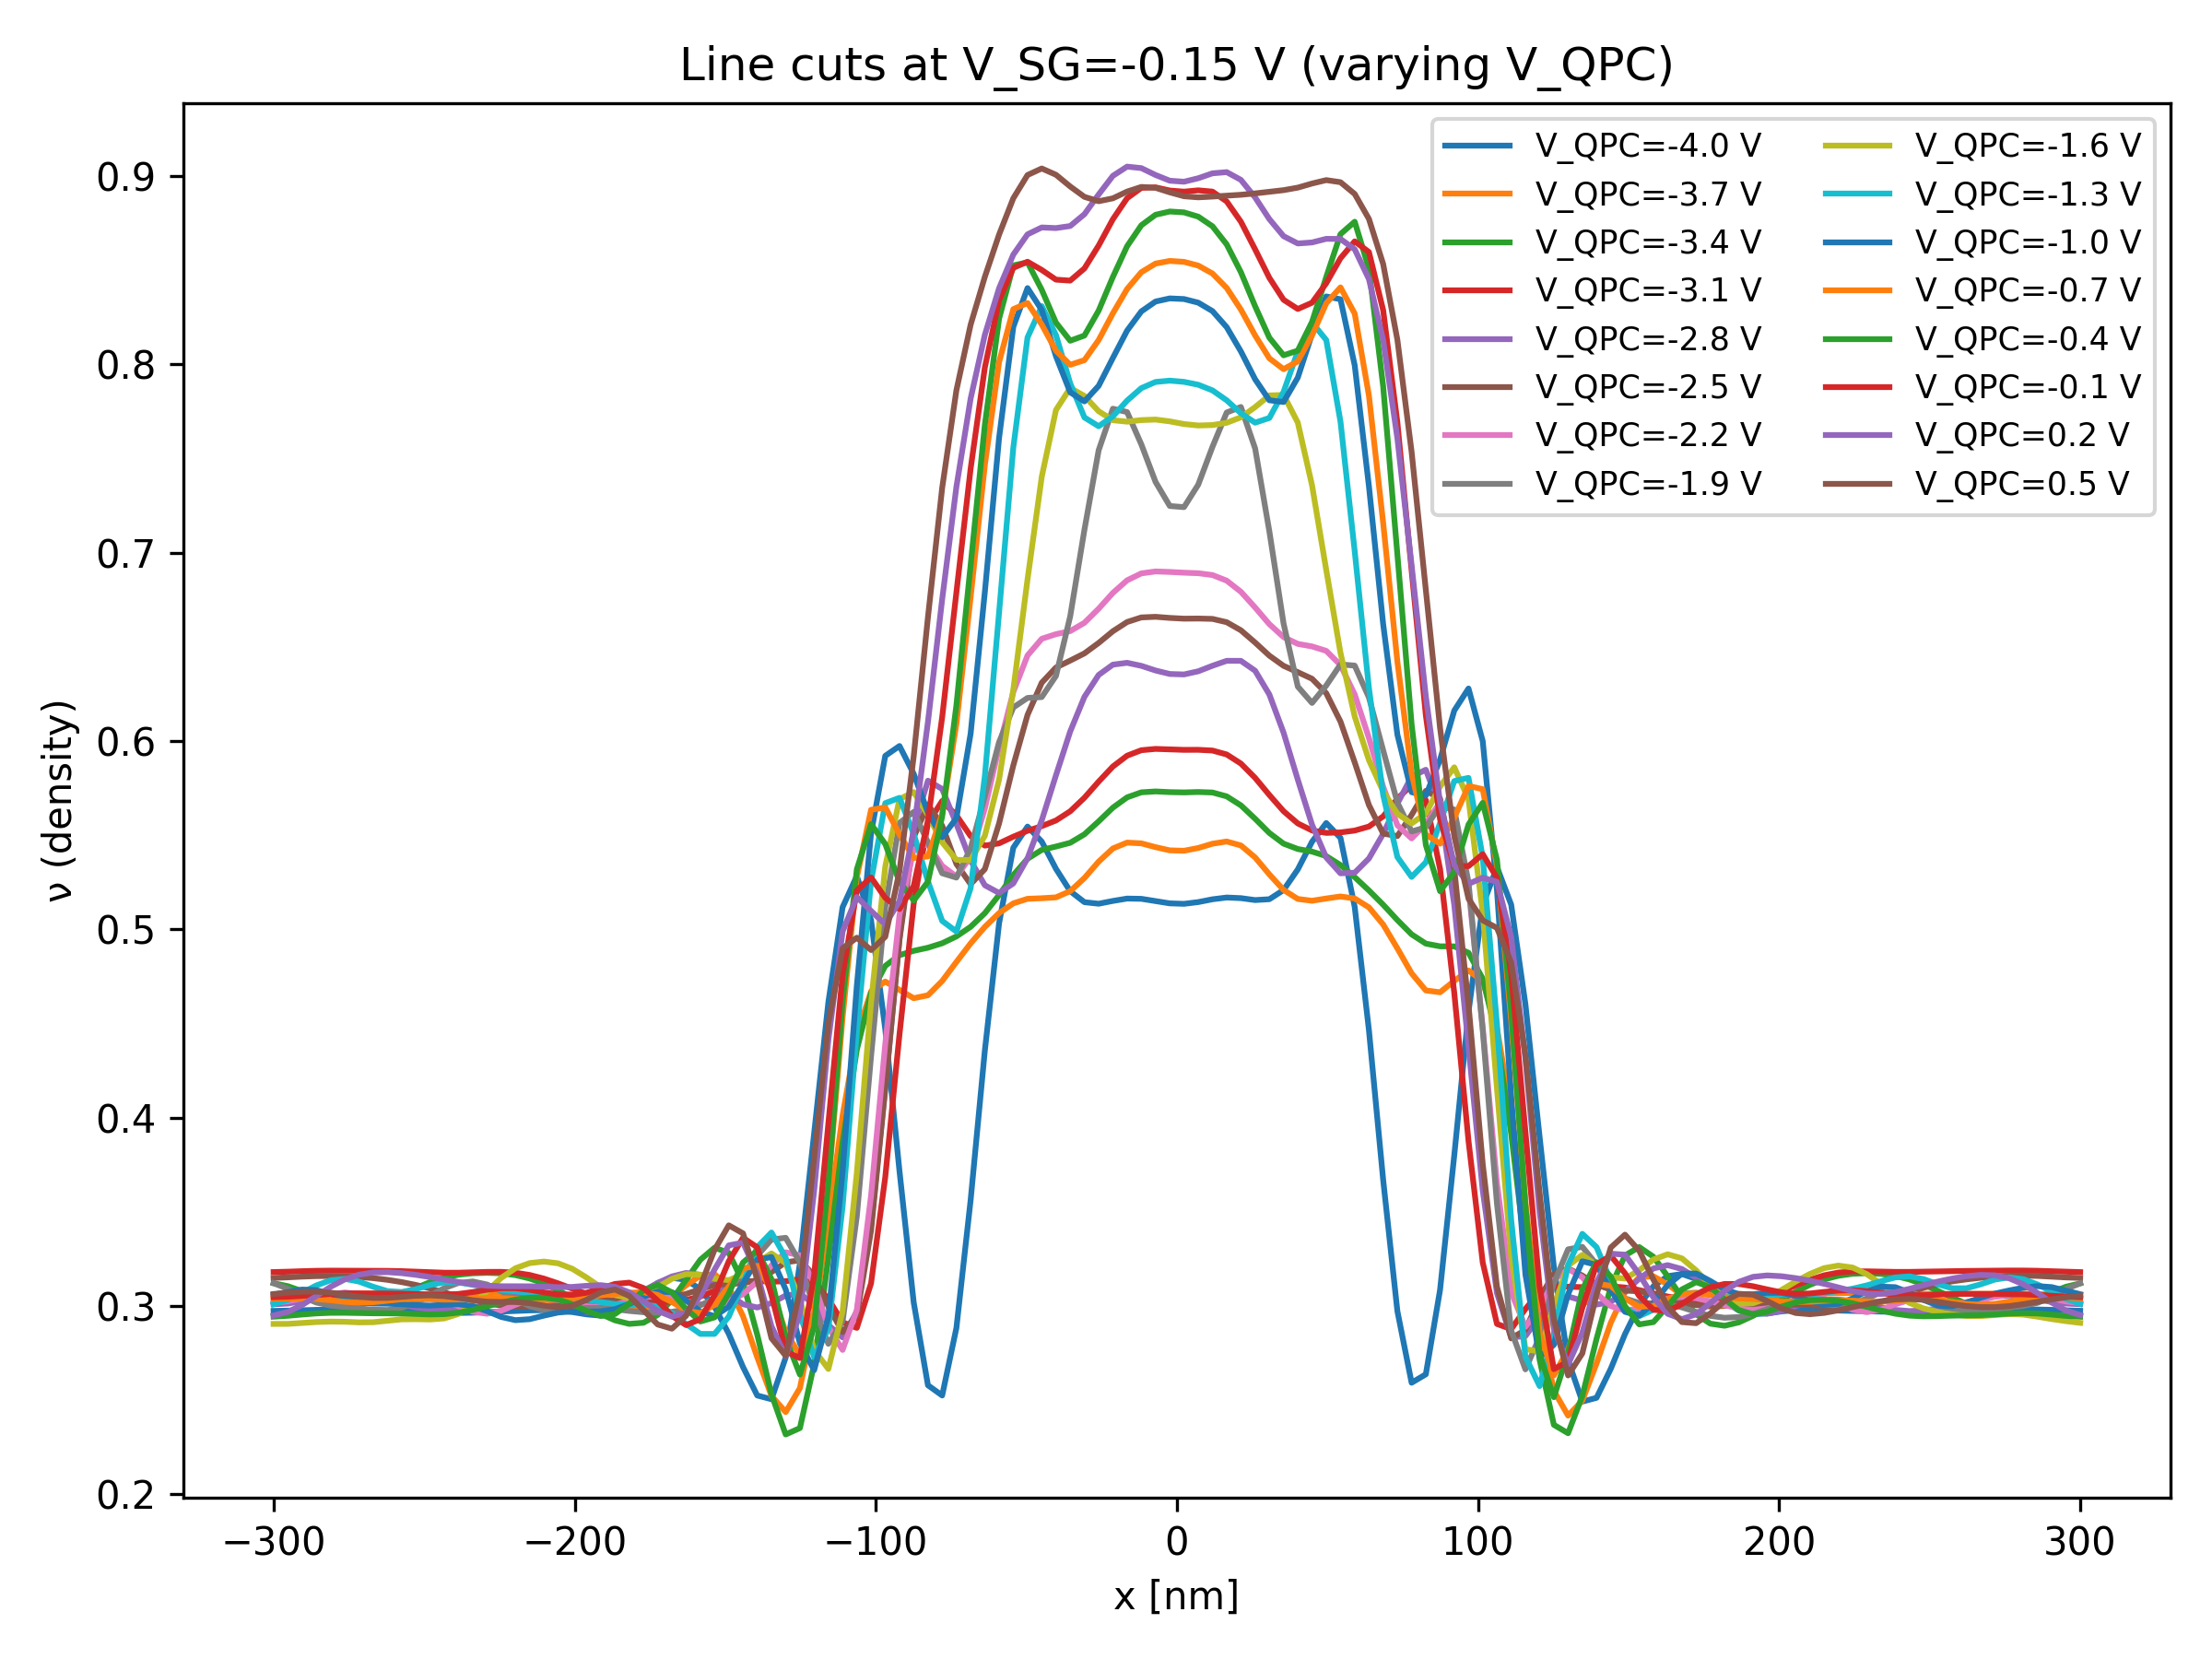 Line cuts at V_SG=-0.15 V (varying V_QPC)
ν (density)
0.9
0.8
0.7
0.6
0.5
0.4
0.3
0.2
V_QPC=-4.0 V
V_QPC=-3.7 V
V_QPC=-3.4 V
V_QPC=-3.1 V
V_QPC=-2.8 V
V_QPC=-2.5 V
V_QPC=-2.2 V
V_QPC=-1.9 V
V_QPC=-1.6 V
V_QPC=-1.3 V
V_QPC=-1.0 V
V_QPC=-0.7 V
V_QPC=-0.4 V
V_QPC=-0.1 V
V_QPC=0.2 V
V_QPC=0.5 V
−300 −200 −100 0 100 200 300
x [nm]